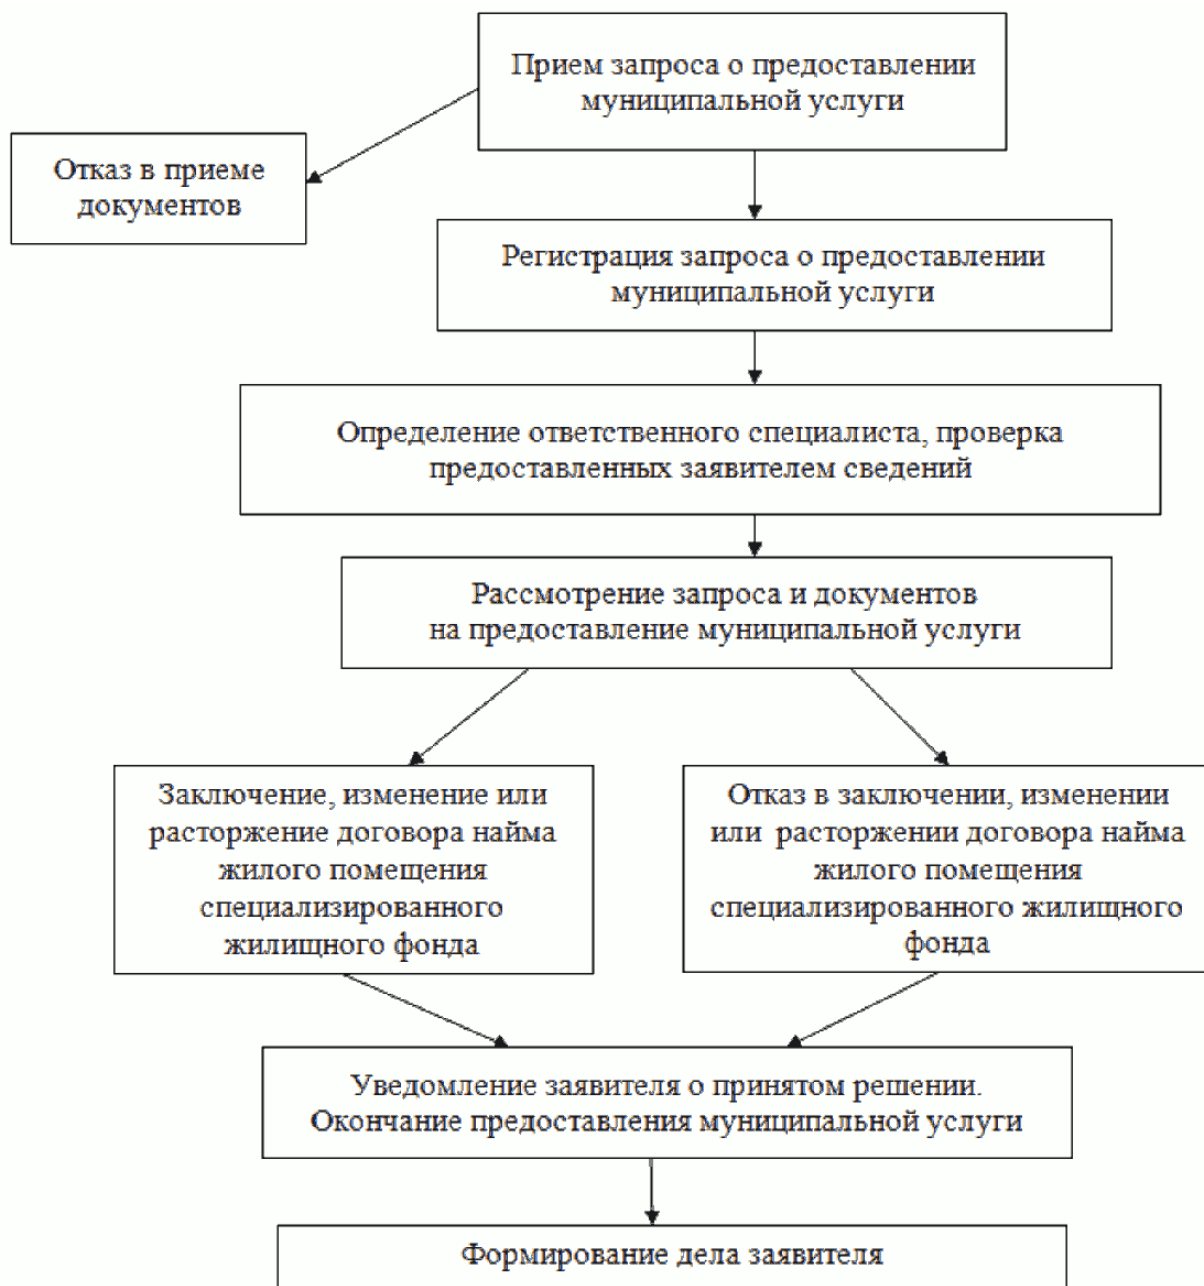 Прием запроса о предоставлении
муниципальной услуги
Отказ в приеме
документов
Регистрация запроса о предоставлении
муниципальной услуги
Определение ответственного специалиста, проверка
предоставленных заявителем сведений
Рассмотрение запроса и документов
на предоставление муниципальной услуги
Заключение, изменение или
расторжение договора найма
жилого помещения
специализированного
жилищного фонда
Отказ в заключении, изменении
или расторжении договора найма
жилого помещения
специализированного жилищного
фонда
Уведомление заявителя о принятом решении.
Окончание предоставления муниципальной услуги
Формирование дела заявителя